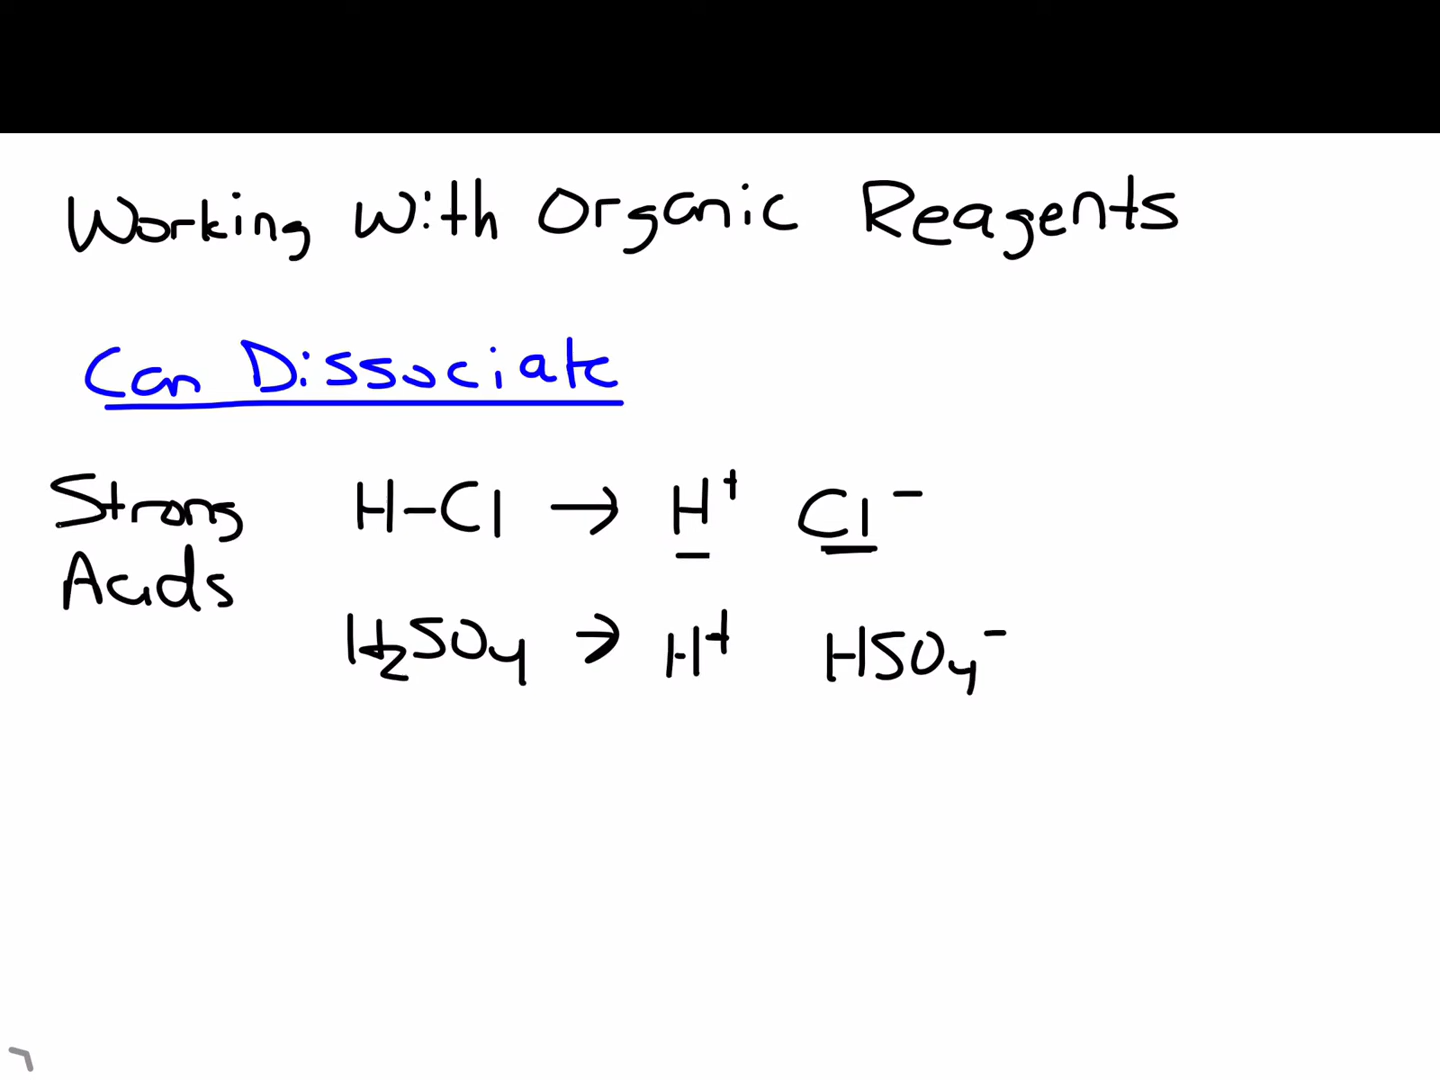 Working With Organic Reagents
Can Dissociate
Strong H-Cl → H⁺ Cl⁻
Acids
H₂SO₄ → H⁺ HSO₄⁻